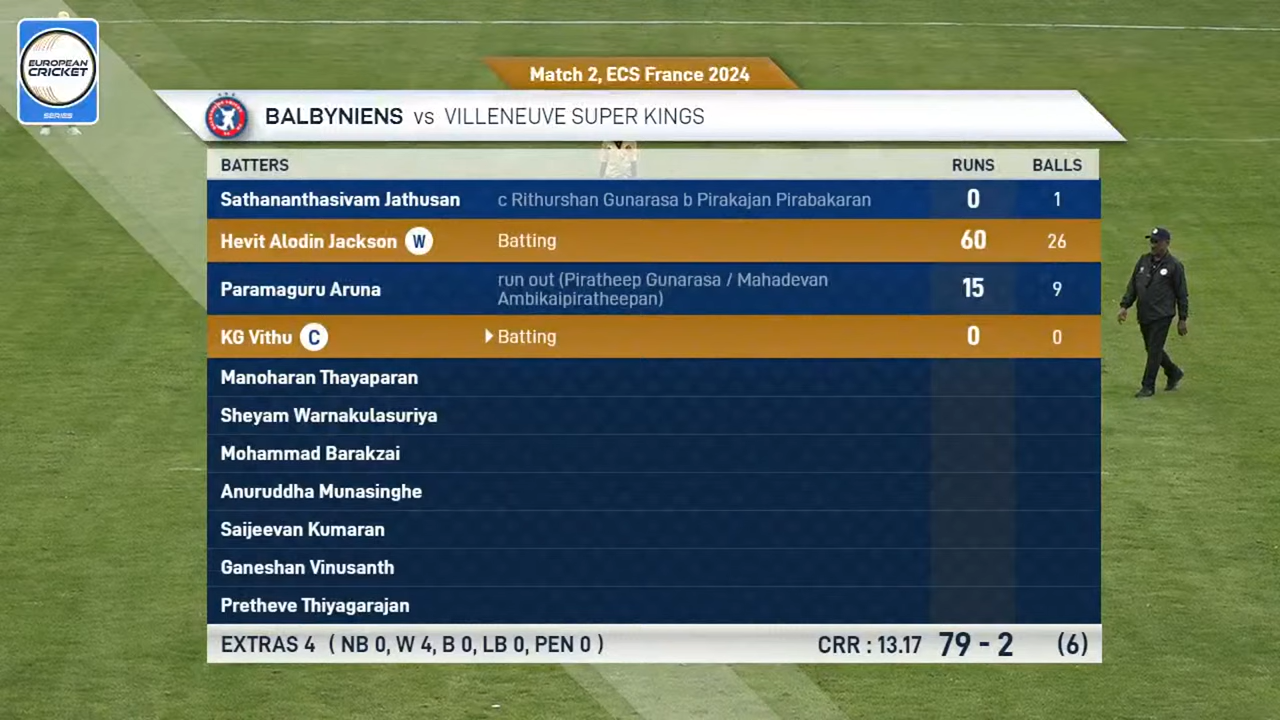 EUROPEAN
CRICKET
SERIES
Match 2, ECS France 2024
BALBYNIENS vs VILLENEUVE SUPER KINGS
BATTERS RUNS BALLS
Sathananthasivam Jathusan c Rithurshan Gunarasa b Pirakajan Pirabakaran 0 1
Hevit Alodin Jackson W Batting 60 26
Paramaguru Aruna run out (Piratheep Gunarasa / Mahadevan
Ambikaipiratheepan) 15 9
KG Vithu C Batting 0 0
Manoharan Thayaparan
Sheyam Warnakulasuriya
Mohammad Barakzai
Anuruddha Munasinghe
Saijeevan Kumaran
Ganeshan Vinusanth
Pretheve Thiyagarajan
EXTRAS 4 ( NB 0, W 4, B 0, LB 0, PEN 0 ) CRR : 13.17 79 - 2 (6)